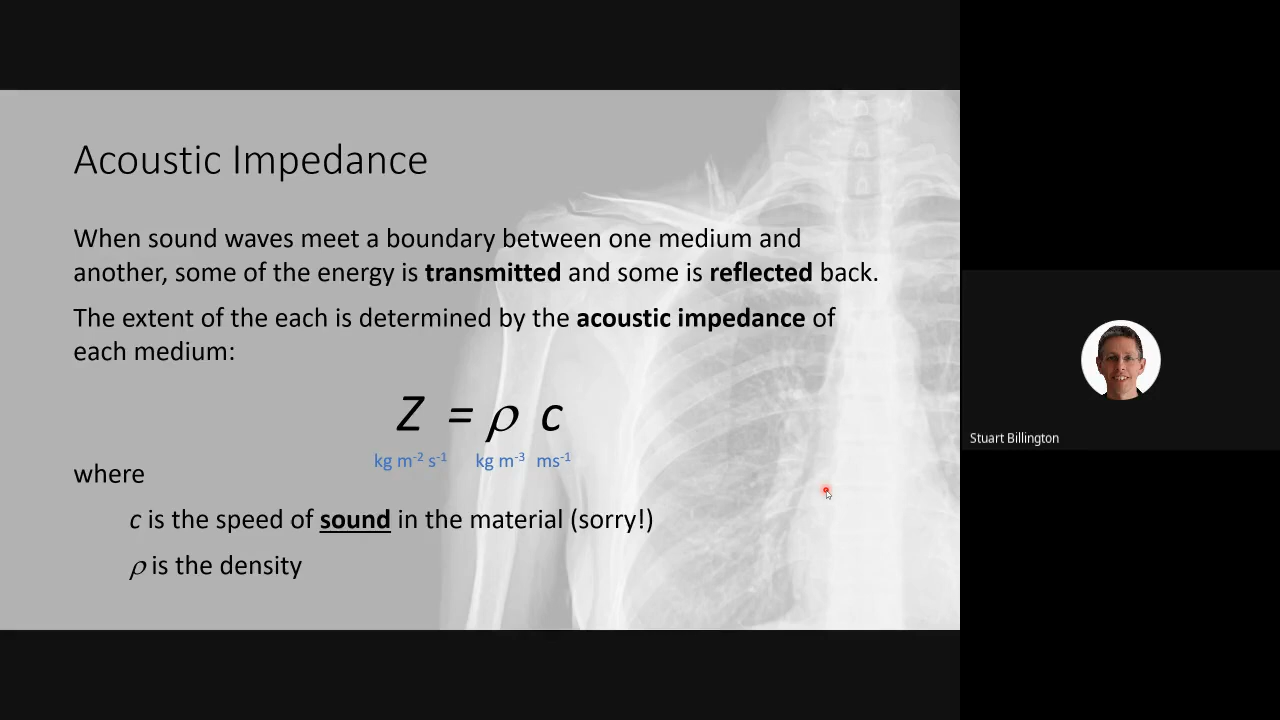 Acoustic Impedance
When sound waves meet a boundary between one medium and
another, some of the energy is transmitted and some is reflected back.
The extent of the each is determined by the acoustic impedance of
each medium:
Z = ρ c
kg m⁻² s⁻¹ kg m⁻³ ms⁻¹
where
c is the speed of sound in the material (sorry!)
ρ is the density
Stuart Billington